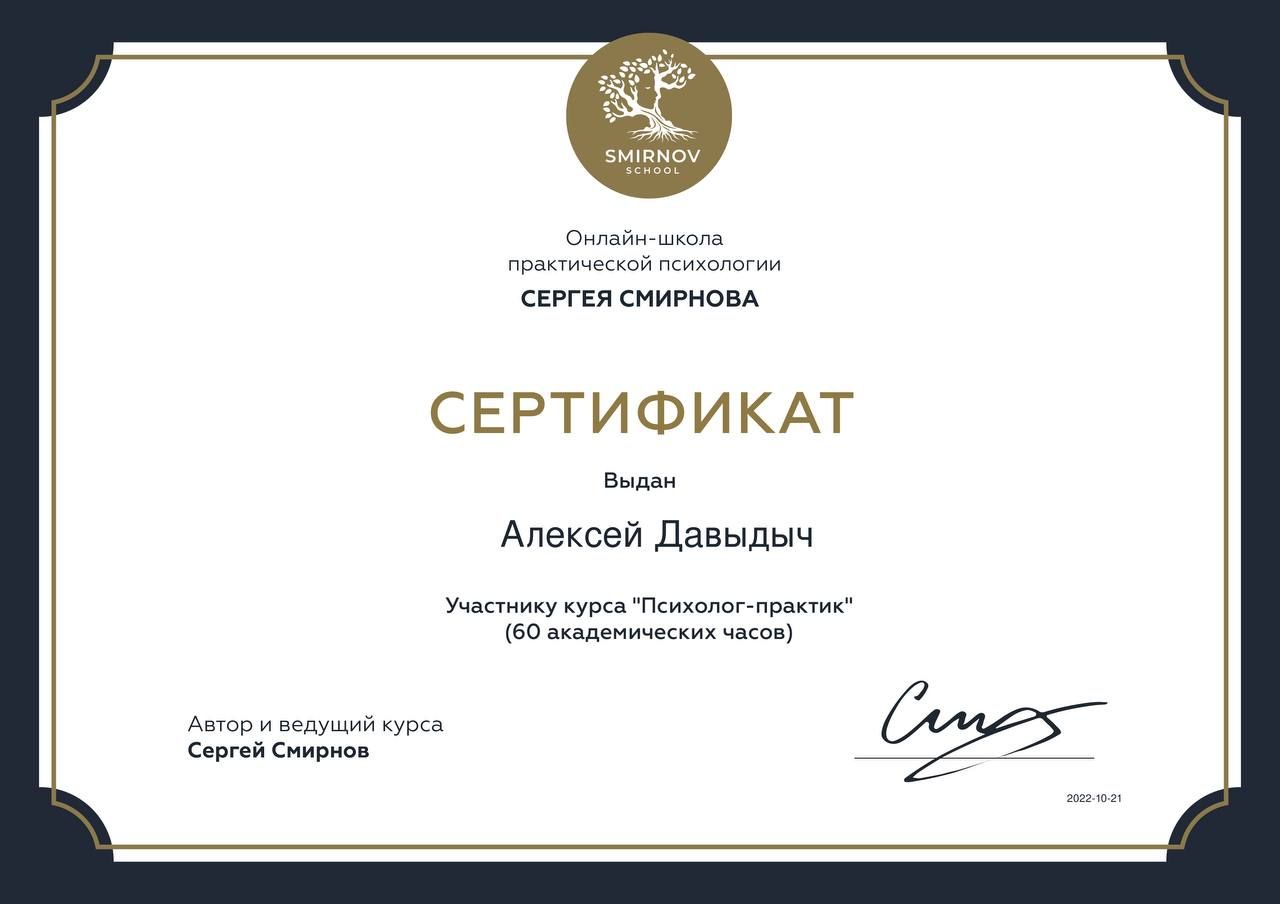 SMIRNOV
SCHOOL
Онлайн-школа
практической психологии
СЕРГЕЯ СМИРНОВА
СЕРТИФИКАТ
Выдан
Алексей Давыдыч
Участнику курса "Психолог-практик"
(60 академических часов)
Автор и ведущий курса
Сергей Смирнов
2022-10-21